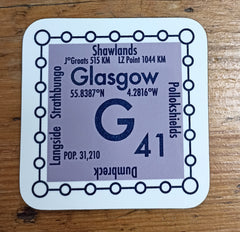 Shawlands
J°Groats 515 KM LZ Point 1044 KM
Glasgow
55.8387°N 4.2816°W
G
41
POP. 31,210
Langside Strathbungo
Pollokshields
Dumbreck